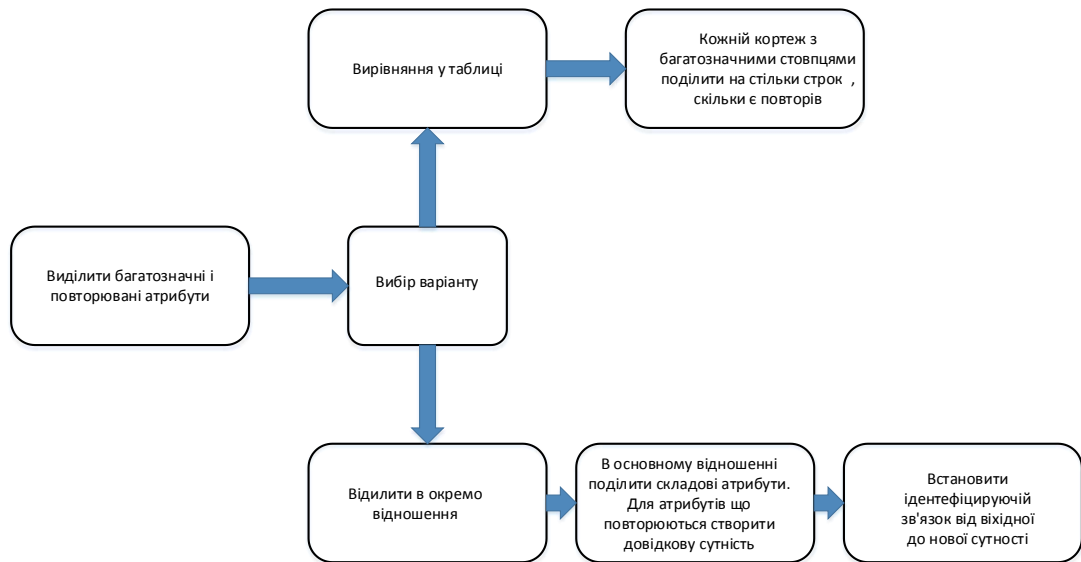 Вирівняння у таблиці
Кожній кортеж з
багатозначними стовпцями
поділити на стільки строк ,
скільки є повторів
Виділити багатозначні і
повторювані атрибути
Вибір варіанту
Відилити в окремо
відношення
В основному відношенні
поділити складові атрибути.
Для атрибутів що
повторюються створити
довідкову сутність
Встановити
ідентефіцируючій
зв'язок від віхідної
до нової сутності